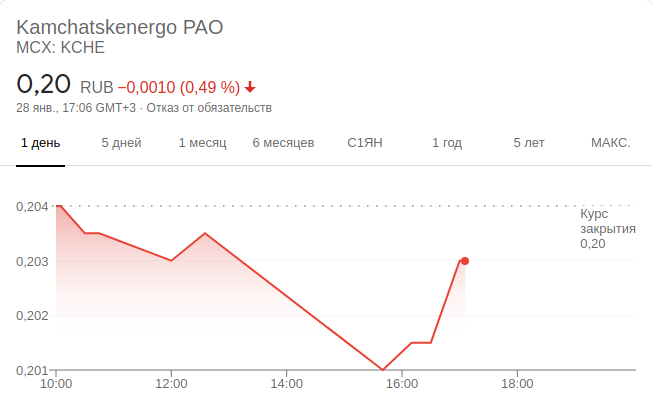 Kamchatskenergo PAO
MCX: KCHE
0,20 RUB −0,0010 (0,49 %)
28 янв., 17:06 GMT+3 · Отказ от обязательств
1 день 5 дней 1 месяц 6 месяцев С1ЯН 1 год 5 лет МАКС.
0,204
Курс
закрытия
0,20
0,203
0,202
0,201
10:00 12:00 14:00 16:00 18:00